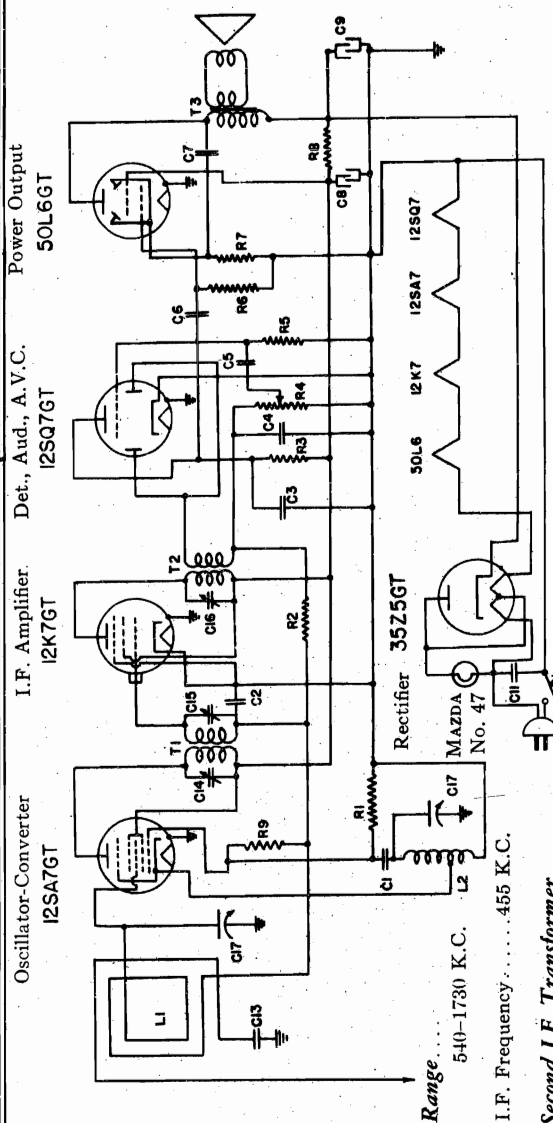 Oscillator-Converter
12SA7GT
I.F. Amplifier
12K7GT
Det., Aud., A.V.C.
12SQ7GT
Power Output
50L6GT
L1
C13
C17
R9
C14
T1
C15
C2
C16
T2
R2
C3
R3
C4
R4
C5
R5
C6
R6
R7
C7
T3
R8
C8
C9
R1
C1
C17
L2
Rectifier
35Z5GT
MAZDA
No. 47
C11
50L6
12K7
12SA7
12SQ7
Range....
540-1730 K.C.
I.F. Frequency......455 K.C.
Second I.F. Transformer